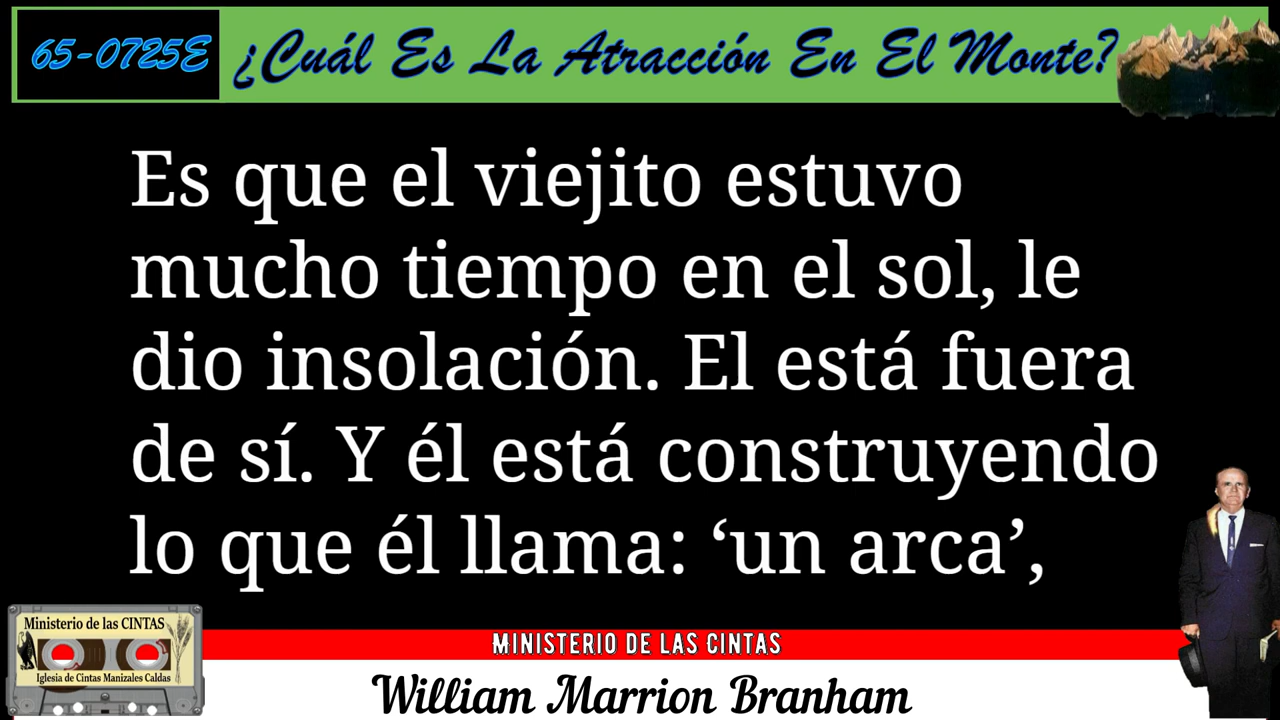 65-0725E
¿Cuál Es La Atracción En El Monte?
Es que el viejito estuvo
mucho tiempo en el sol, le
dio insolación. El está fuera
de sí. Y él está construyendo
lo que él llama: ‘un arca’,
Ministerio de las CINTAS
Iglesia de Cintas Manizales Caldas
MINISTERIO DE LAS CINTAS
William Marrion Branham